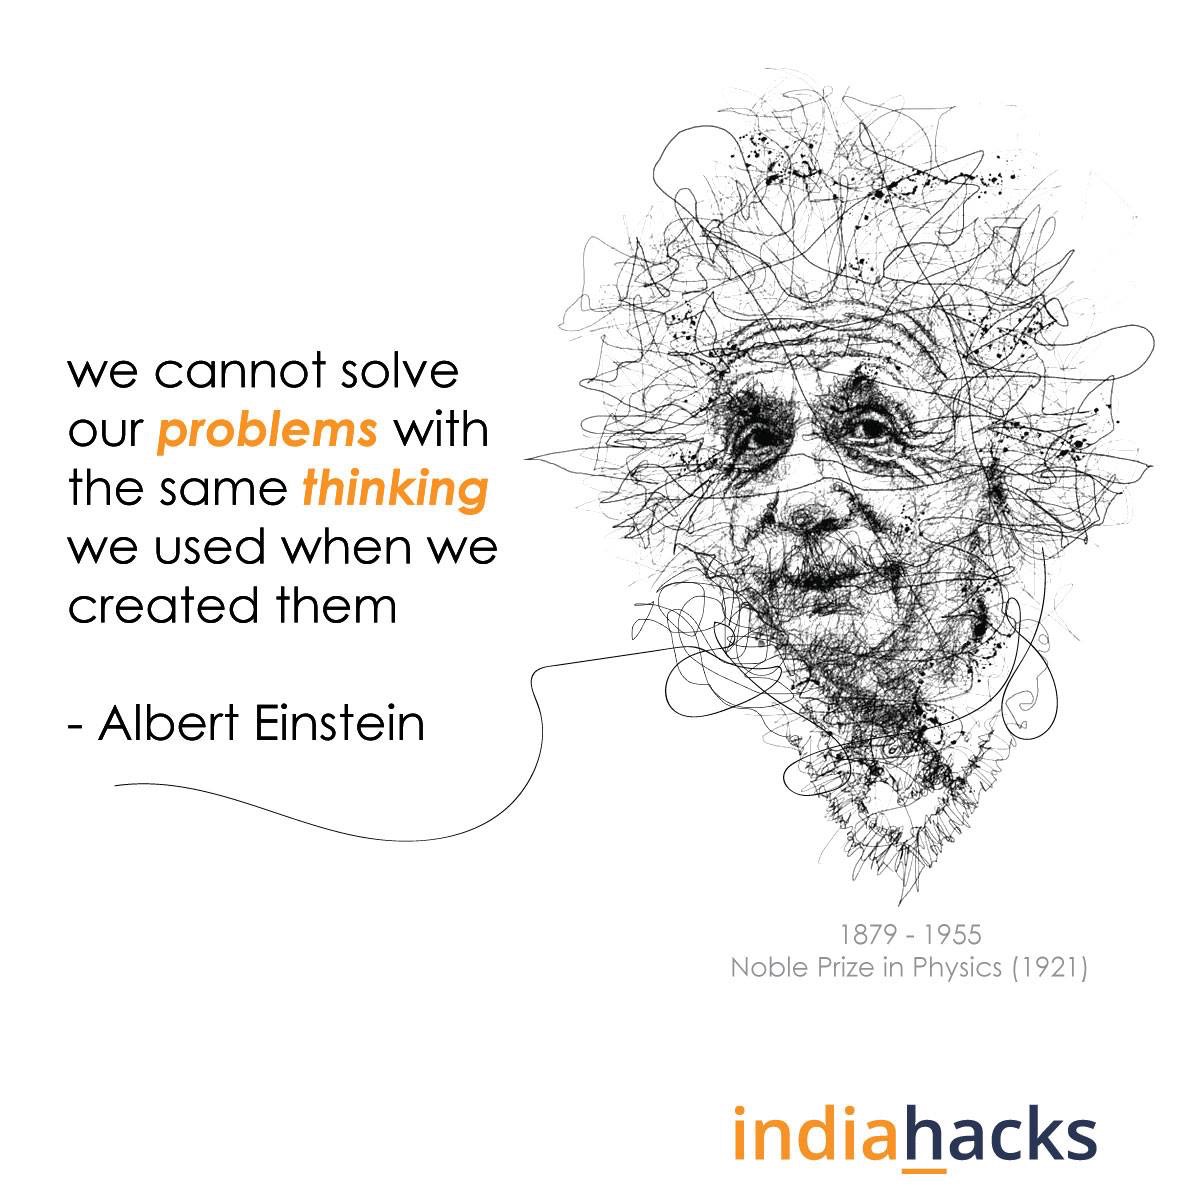 we cannot solve
our problems with
the same thinking
we used when we
created them
- Albert Einstein
1879 - 1955
Noble Prize in Physics (1921)
indiahacks